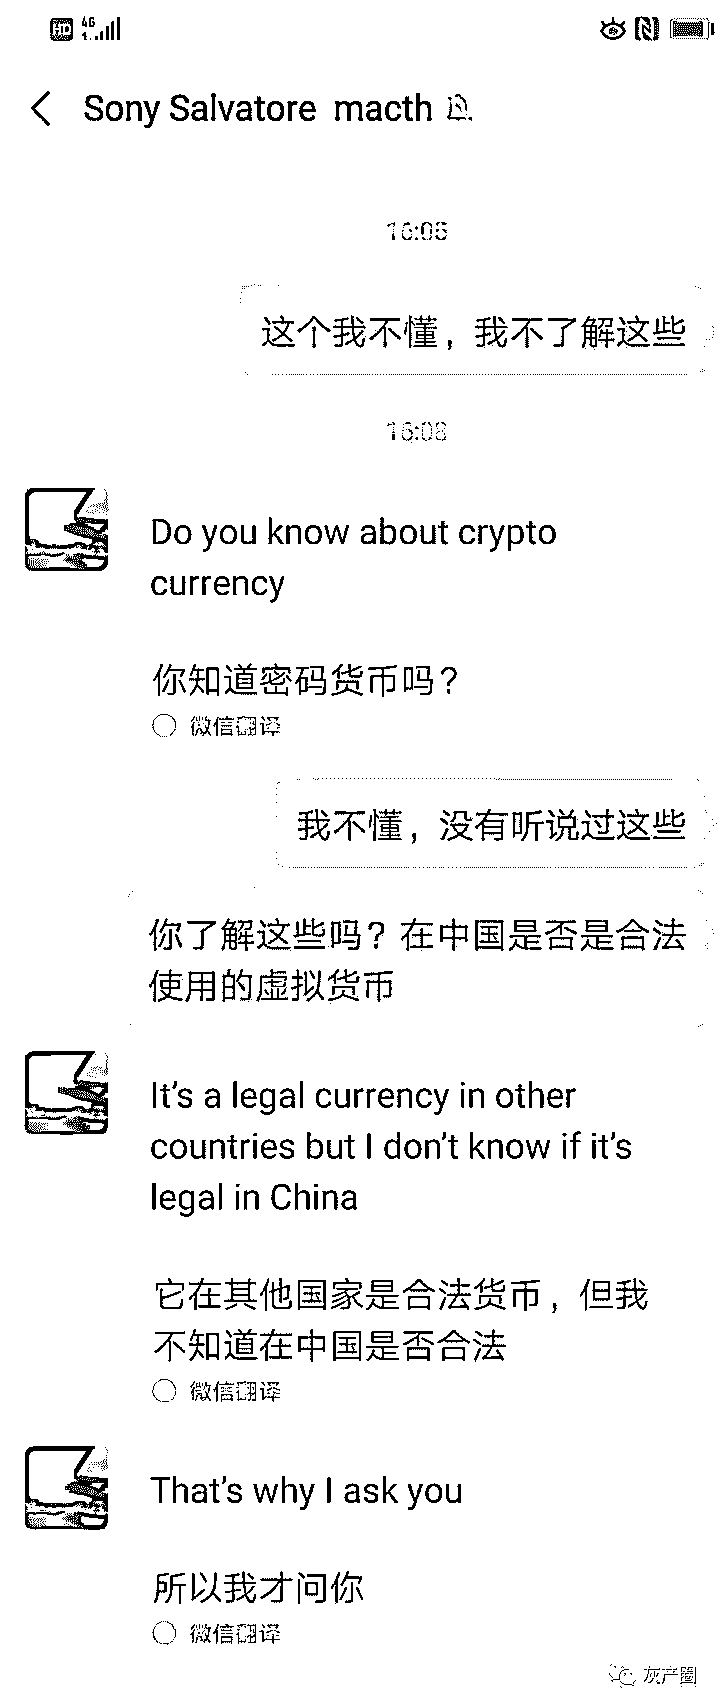 HD 4G
Sony Salvatore macth
16:06
这个我不懂，我不了解这些
16:08
Do you know about crypto
currency
你知道密码货币吗？
微信翻译
我不懂，没有听说过这些
你了解这些吗？在中国是否是合法
使用的虚拟货币
It's a legal currency in other
countries but I don't know if it's
legal in China
它在其他国家是合法货币，但我
不知道在中国是否合法
微信翻译
That's why I ask you
所以我才问你
微信翻译
灰产圈